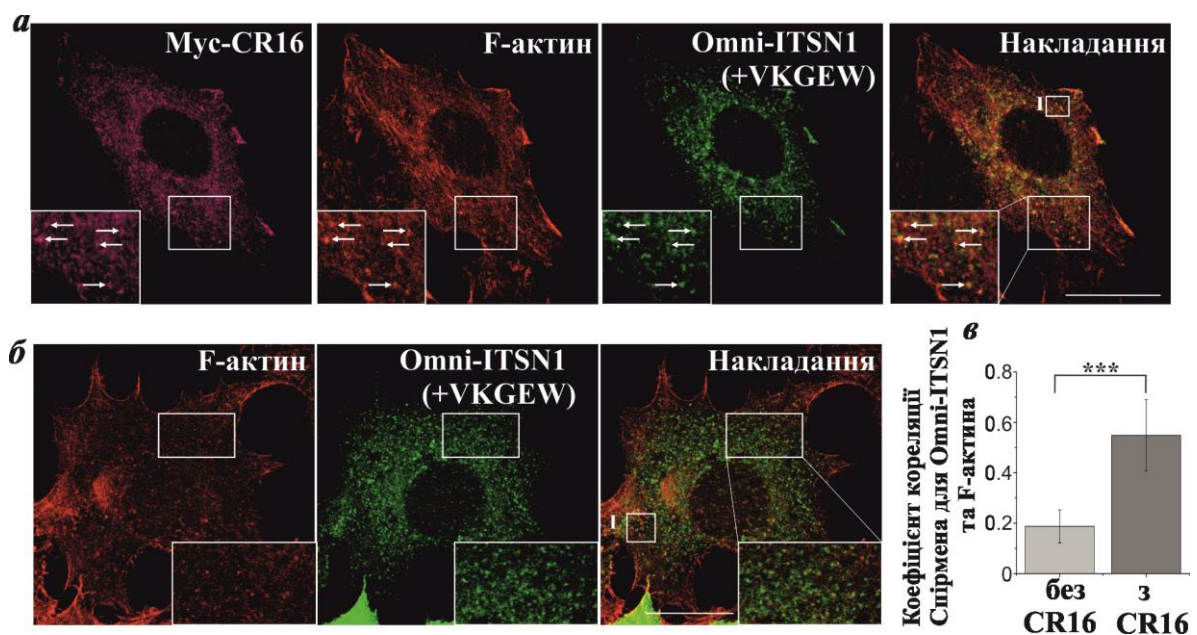 а
Myc-CR16
F-актин
Omni-ITSN1
(+VKGEW)
Накладання
I
б
F-актин
Omni-ITSN1
(+VKGEW)
Накладання
I
в
Коефіцієнт кореляції
Спірмена для Omni-ITSN1
та F-актина
0.8
0.6
0.4
0.2
0
***
без
CR16
з
CR16